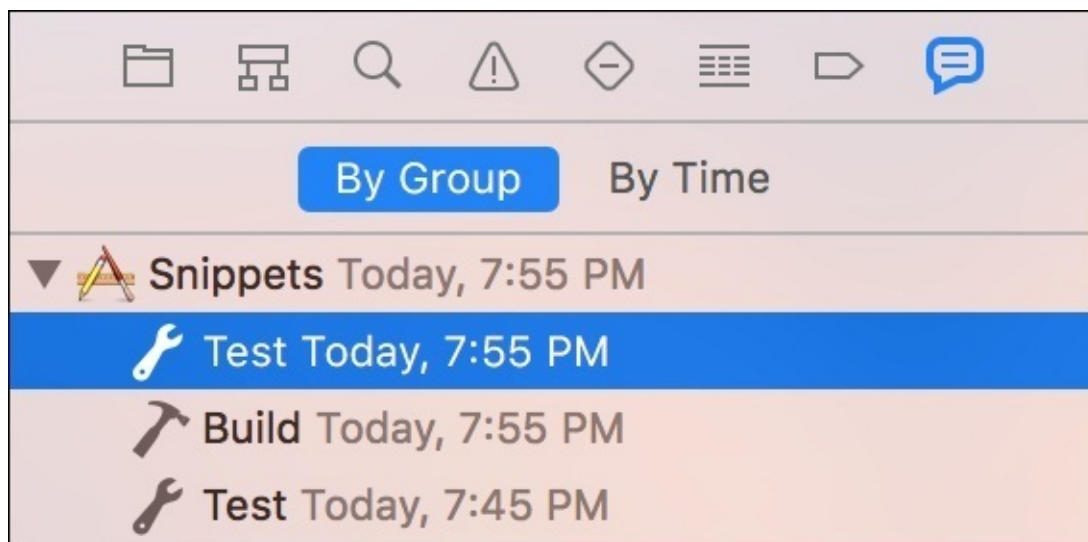 By Group By Time
Snippets Today, 7:55 PM
Test Today, 7:55 PM
Build Today, 7:55 PM
Test Today, 7:45 PM